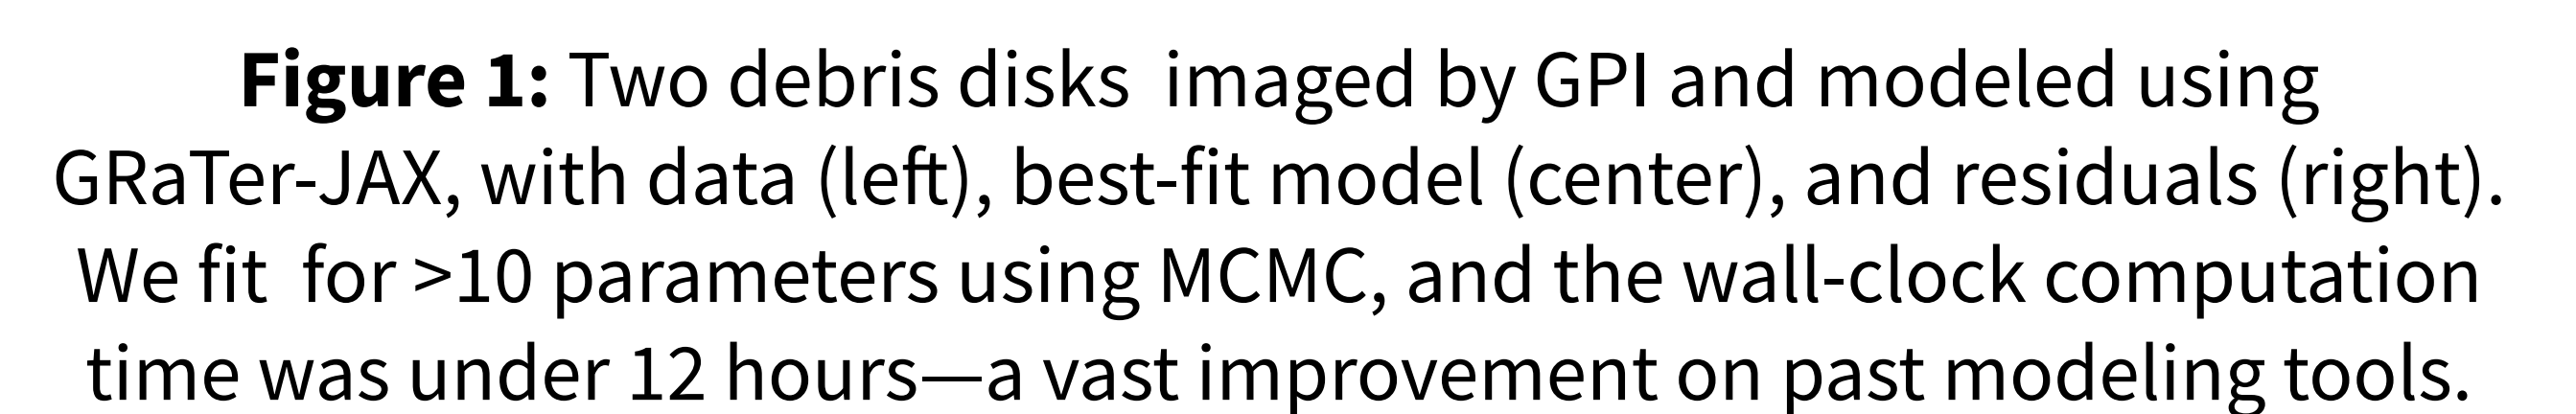 Figure 1: Two debris disks  imaged by GPI and modeled using
GRaTer-JAX, with data (left), best-fit model (center), and residuals (right).
We fit  for >10 parameters using MCMC, and the wall-clock computation
time was under 12 hours—a vast improvement on past modeling tools.